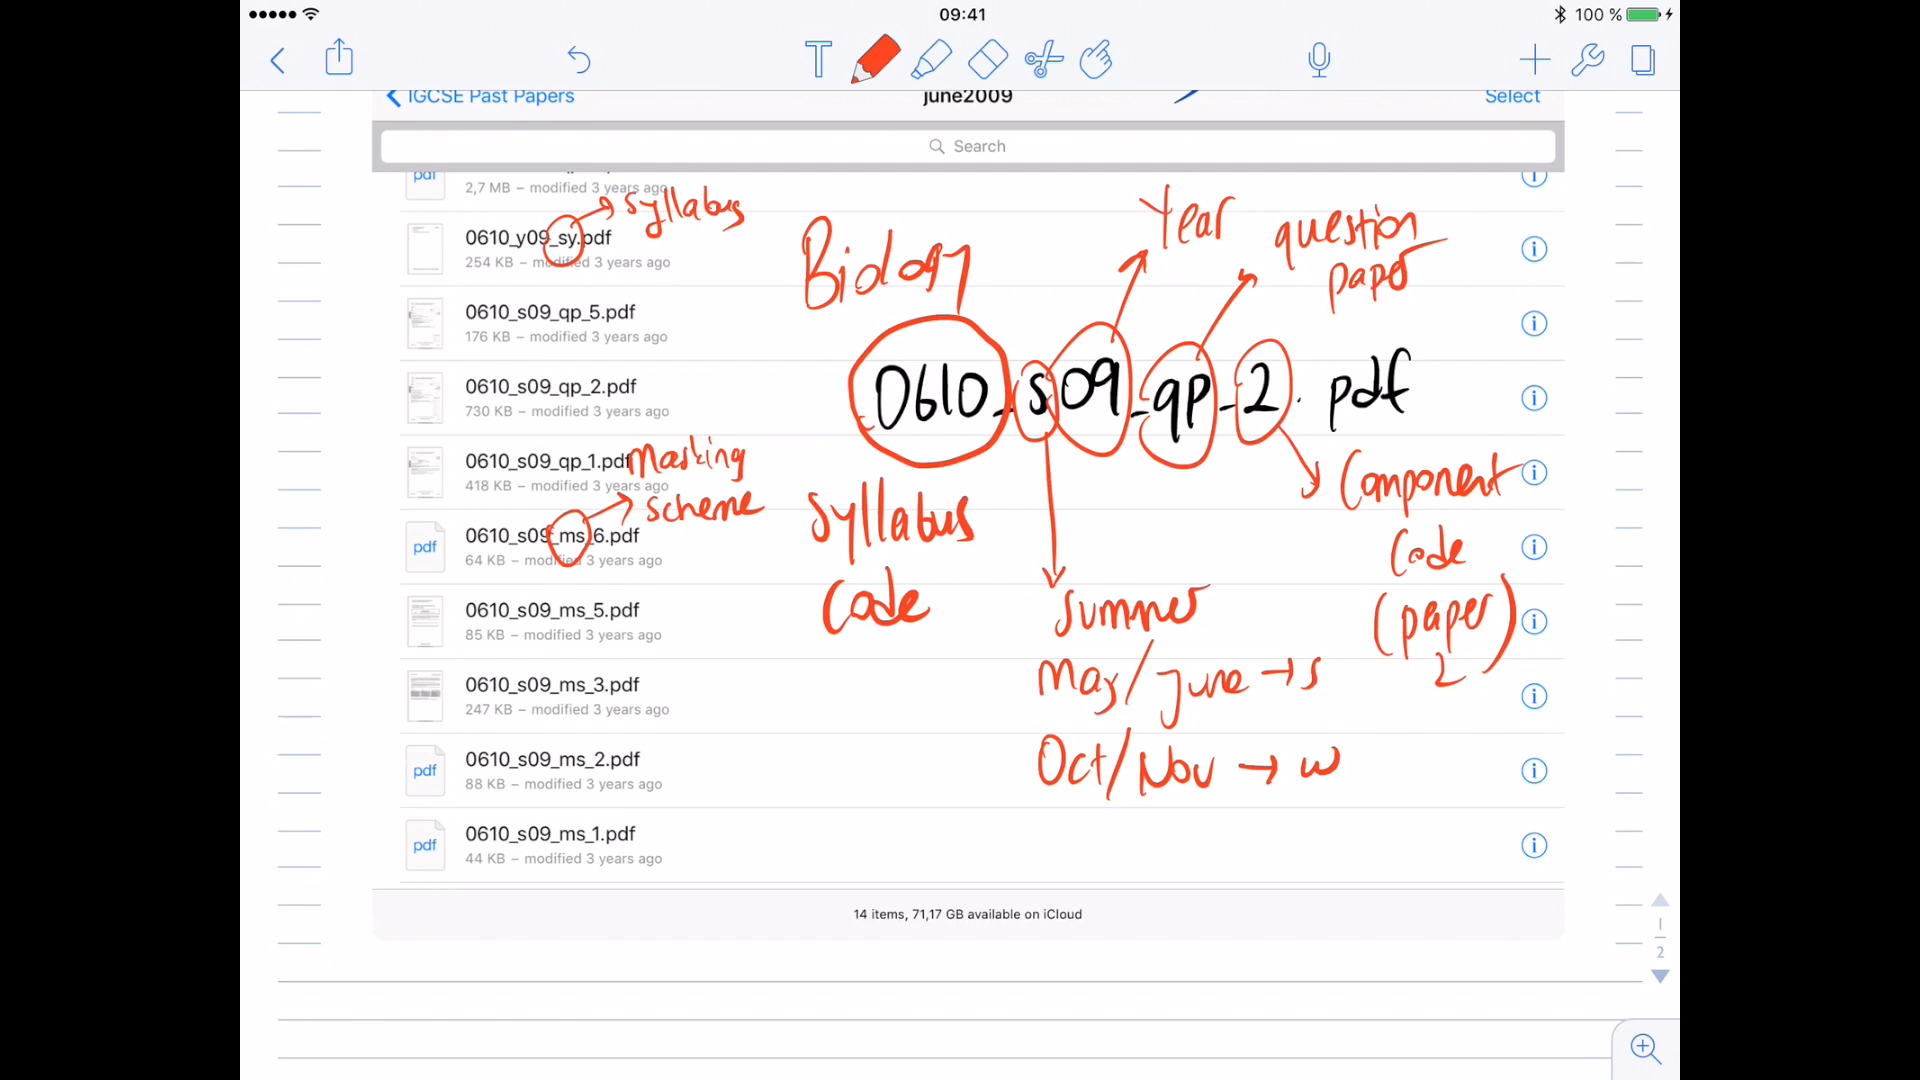 09:41
100 %
IGCSE Past Papers
june2009
Select
Search
pdf
2,7 MB – modified 3 years ago
syllabus
0610_y09_sy.pdf
254 KB – modified 3 years ago
0610_s09_qp_5.pdf
176 KB – modified 3 years ago
0610_s09_qp_2.pdf
730 KB – modified 3 years ago
0610_s09_qp_1.pdf
418 KB – modified 3 years ago
Marking
scheme
pdf
0610_s09_ms_6.pdf
64 KB – modified 3 years ago
0610_s09_ms_5.pdf
85 KB – modified 3 years ago
0610_s09_ms_3.pdf
247 KB – modified 3 years ago
pdf
0610_s09_ms_2.pdf
88 KB – modified 3 years ago
pdf
0610_s09_ms_1.pdf
44 KB – modified 3 years ago
Biology
Year
question
paper
0610_s09_qp_2.pdf
Syllabus
Code
Component
Code
(paper
2)
Summer
May/June → s
Oct/Nov → w
14 items, 71,17 GB available on iCloud
1
2